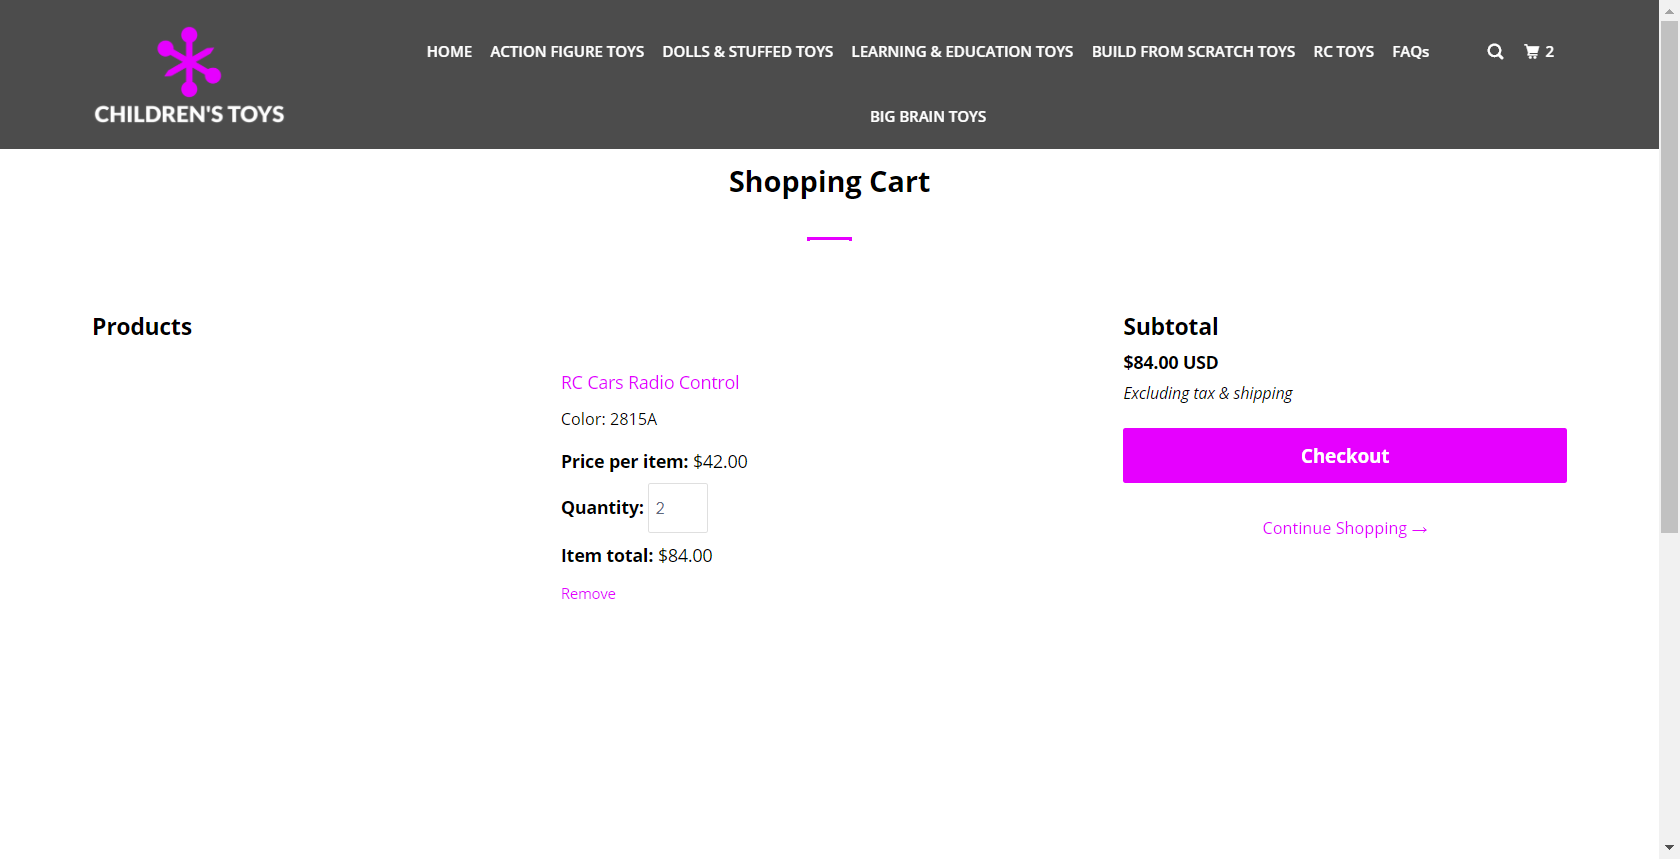 CHILDREN'S TOYS
HOME ACTION FIGURE TOYS DOLLS & STUFFED TOYS LEARNING & EDUCATION TOYS BUILD FROM SCRATCH TOYS RC TOYS FAQs
2
BIG BRAIN TOYS
Shopping Cart
Products
RC Cars Radio Control
Color: 2815A
Price per item: $42.00
Quantity: 2
Item total: $84.00
Remove
Subtotal
$84.00 USD
Excluding tax & shipping
Checkout
Continue Shopping →